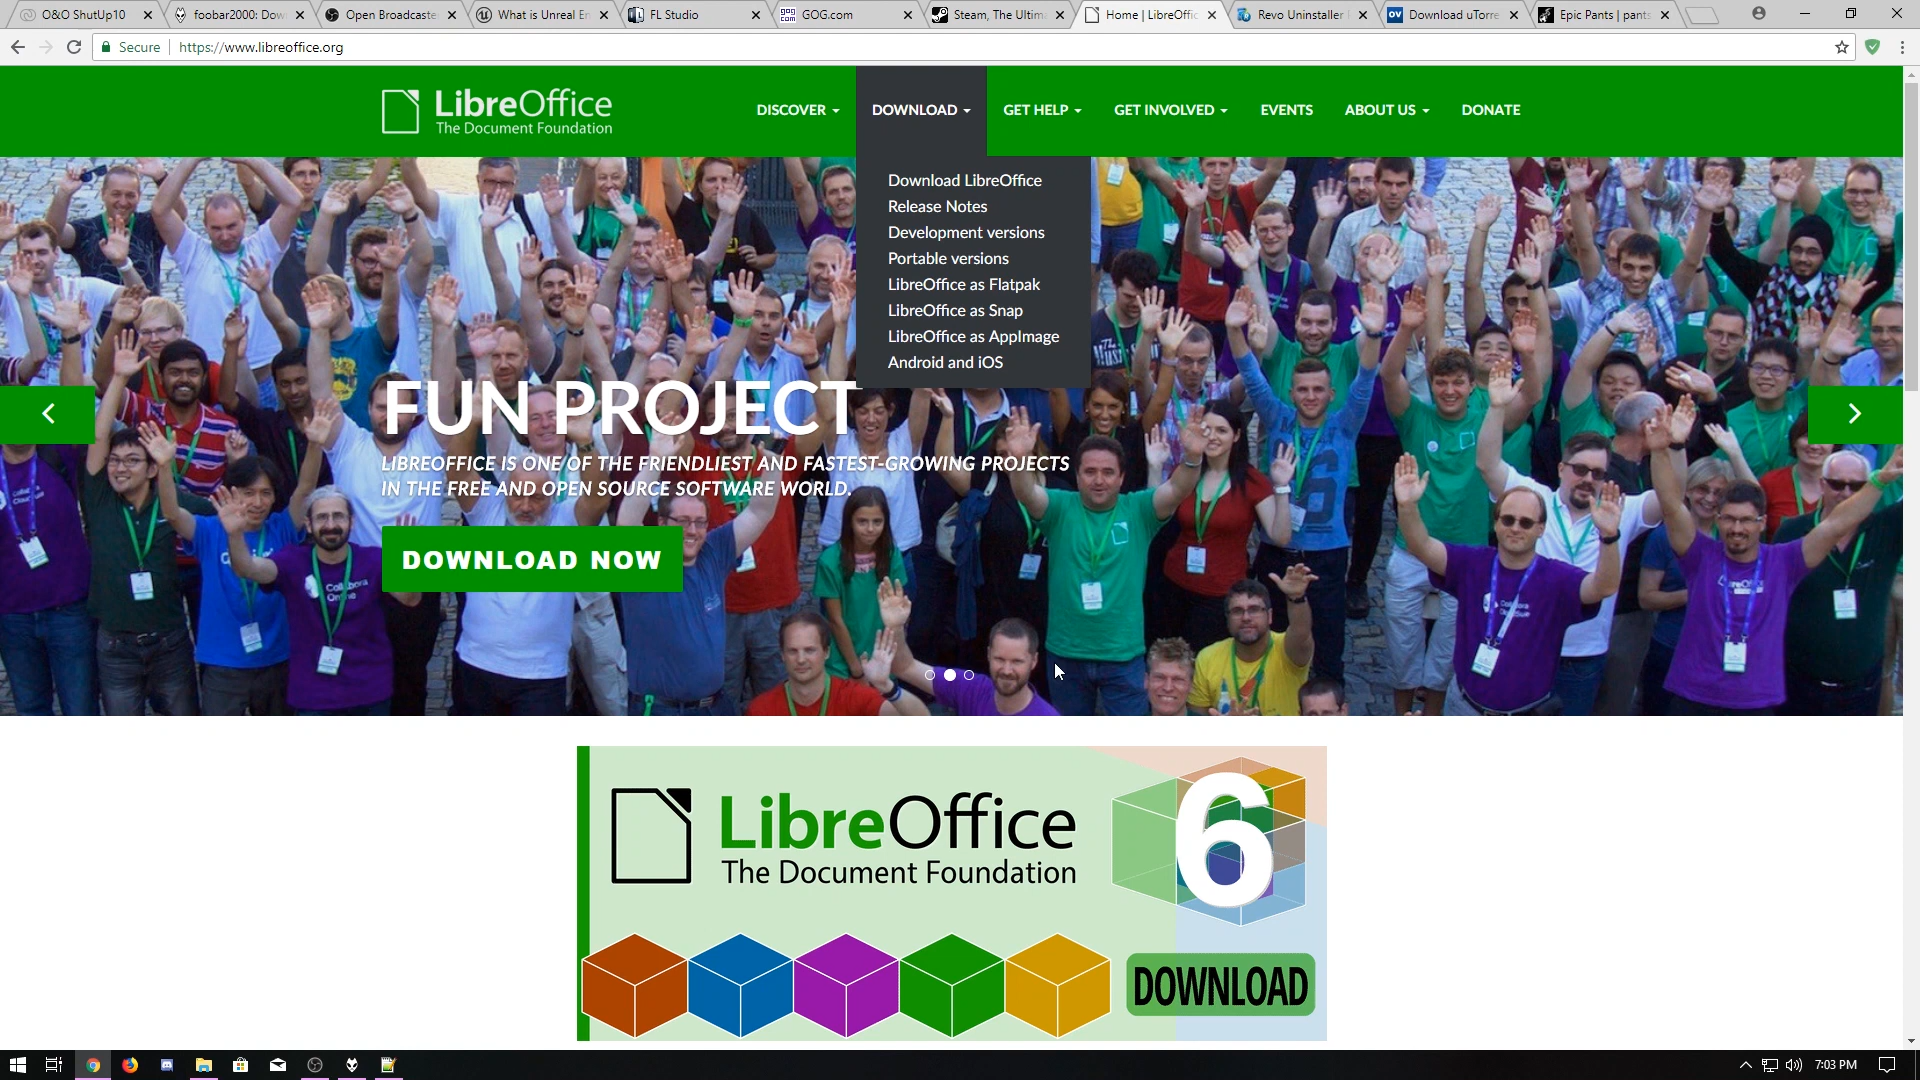 O&O ShutUp10
foobar2000: Dow
Open Broadcaste
What is Unreal En
FL Studio
GOG.com
Steam, The Ultim
Home | LibreOffic
Revo Uninstaller
Download uTorre
Epic Pants | pants
Secure
https://www.libreoffice.org
LibreOffice
The Document Foundation
DISCOVER
DOWNLOAD
GET HELP
GET INVOLVED
EVENTS
ABOUT US
DONATE
Download LibreOffice
Release Notes
Development versions
Portable versions
LibreOffice as Flatpak
LibreOffice as Snap
LibreOffice as AppImage
Android and iOS
FUN PROJECT
LIBREOFFICE IS ONE OF THE FRIENDLIEST AND FASTEST-GROWING PROJECTS
IN THE FREE AND OPEN SOURCE SOFTWARE WORLD.
DOWNLOAD NOW
LibreOffice
The Document Foundation
6
DOWNLOAD
7:03 PM